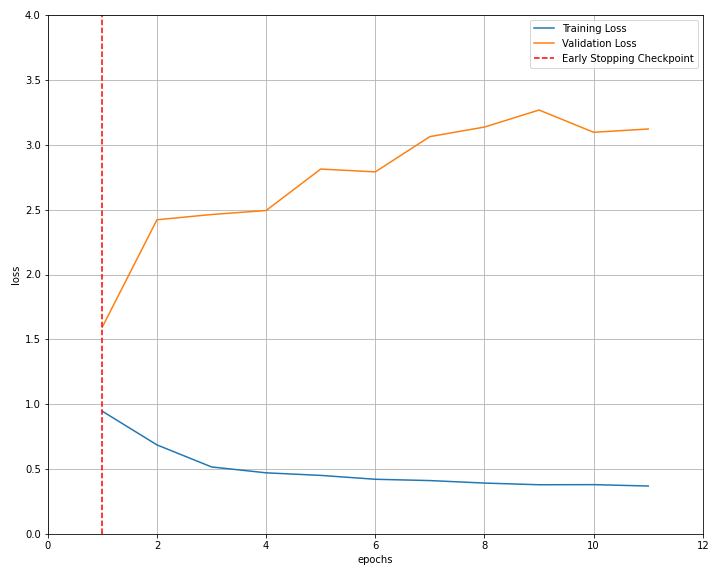 4.0
3.5
3.0
2.5
2.0
1.5
1.0
0.5
0.0
loss
Training Loss
Validation Loss
Early Stopping Checkpoint
0 2 4 6 8 10 12
epochs